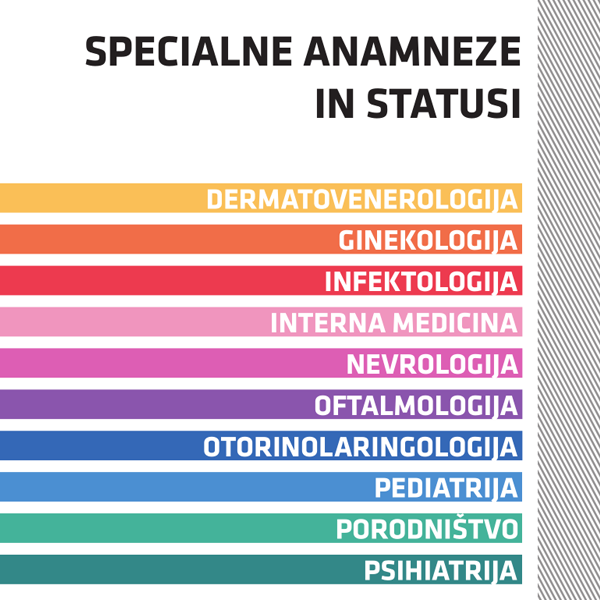 SPECIALNE ANAMNEZE
IN STATUSI
DERMATOVENEROLOGIJA
GINEKOLOGIJA
INFEKTOLOGIJA
INTERNA MEDICINA
NEVROLOGIJA
OFTALMOLOGIJA
OTORINOLARINGOLOGIJA
PEDIATRIJA
PORODNIŠTVO
PSIHIATRIJA